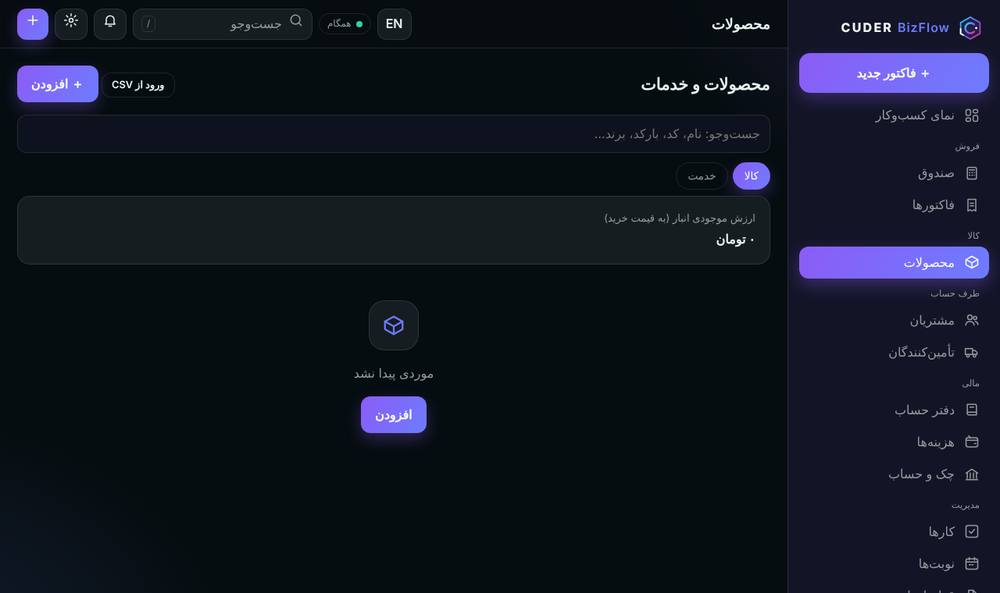 CUDER BizFlow
+ فاکتور جدید
نمای کسب‌وکار
فروش
صندوق
فاکتورها
کالا
محصولات
طرف حساب
مشتریان
تأمین‌کنندگان
مالی
دفتر حساب
هزینه‌ها
چک و حساب
مدیریت
کارها
نوبت‌ها
محصولات
EN
همگام
جست‌وجو
/
+
محصولات و خدمات
ورود از CSV
+ افزودن
جست‌وجو: نام، کد، بارکد، برند...
کالا
خدمت
ارزش موجودی انبار (به قیمت خرید)
۰ تومان
موردی پیدا نشد
افزودن